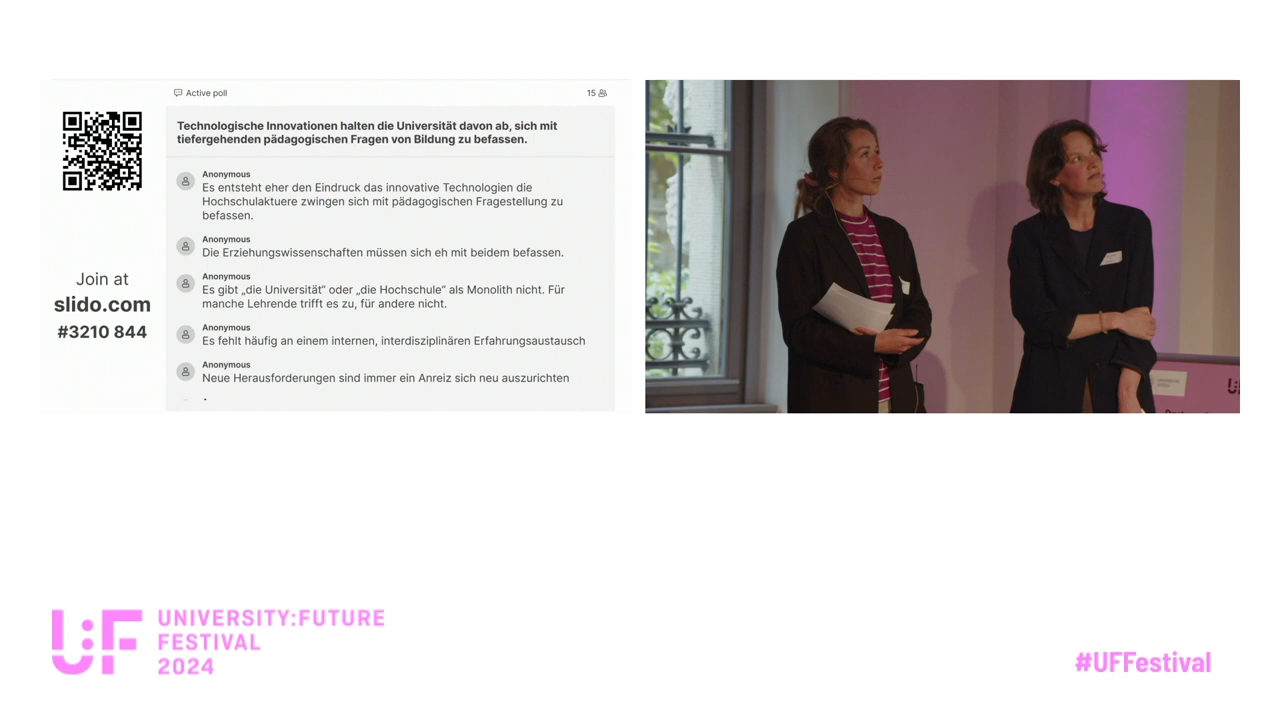 Active poll
15
Technologische Innovationen halten die Universität davon ab, sich mit
tiefergehenden pädagogischen Fragen von Bildung zu befassen.
Anonymous
Es entsteht eher den Eindruck das innovative Technologien die
Hochschulaktuere zwingen sich mit pädagogischen Fragestellung zu
befassen.
Anonymous
Die Erziehungswissenschaften müssen sich eh mit beidem befassen.
Anonymous
Es gibt „die Universität“ oder „die Hochschule“ als Monolith nicht. Für
manche Lehrende trifft es zu, für andere nicht.
Anonymous
Es fehlt häufig an einem internen, interdisziplinären Erfahrungsaustausch
Anonymous
Neue Herausforderungen sind immer ein Anreiz sich neu auszurichten
Join at
slido.com
#3210 844
U:F
UNIVERSITY:FUTURE
FESTIVAL
2024
#UFFestival